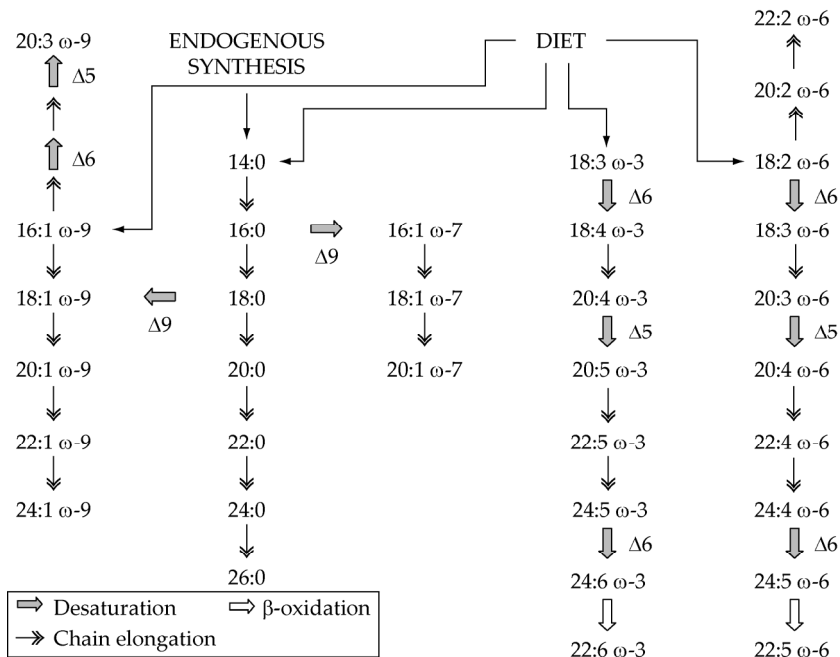 22:2 ω-6
20:3 ω-9 ENDOGENOUS DIET
SYNTHESIS
Δ5
20:2 ω-6
Δ6
14:0 18:3 ω-3 18:2 ω-6
Δ6 Δ6
16:1 ω-9 16:0 16:1 ω-7 18:4 ω-3 18:3 ω-6
Δ9
18:1 ω-9 18:0 18:1 ω-7 20:4 ω-3 20:3 ω-6
Δ9 Δ5 Δ5
20:1 ω-9 20:0 20:1 ω-7 20:5 ω-3 20:4 ω-6
22:1 ω-9 22:0 22:5 ω-3 22:4 ω-6
24:1 ω-9 24:0 24:5 ω-3 24:4 ω-6
Δ6 Δ6
26:0 24:6 ω-3 24:5 ω-6
Desaturation β-oxidation
Chain elongation
22:6 ω-3 22:5 ω-6